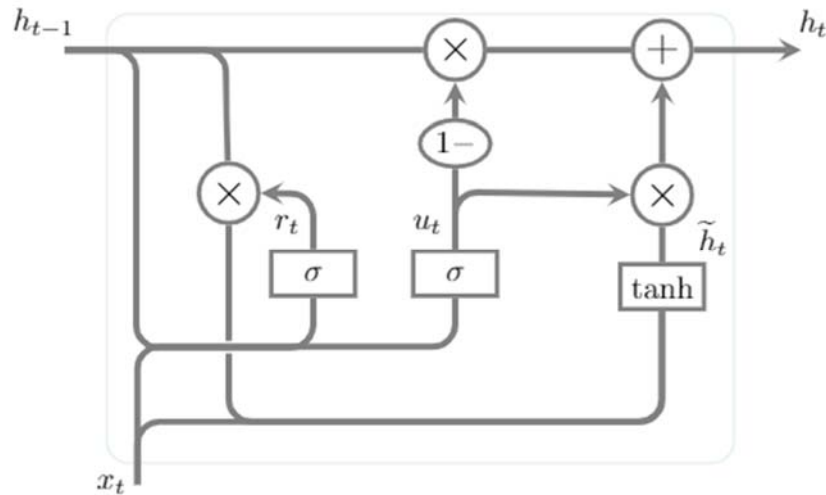 h_{t-1}
h_t
×
+
1−
×
r_t
u_t
×
h̃_t
σ
σ
tanh
x_t